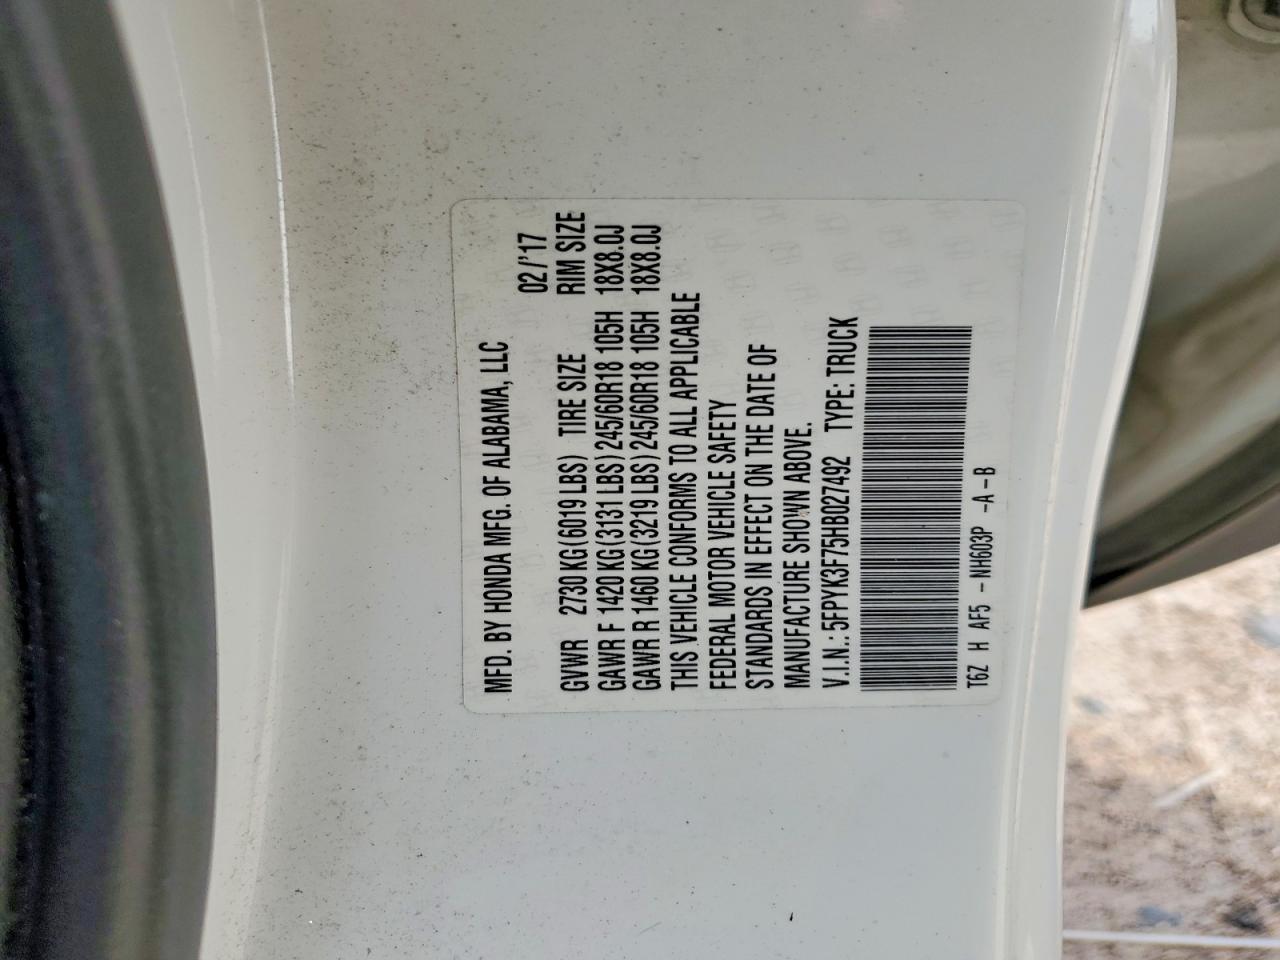 MFD. BY HONDA MFG. OF ALABAMA, LLC
02/'17
GVWR 2730 KG(6019 LBS) TIRE SIZE RIM SIZE
GAWR F 1420 KG(3131 LBS) 245/60R18 105H 18X8.0J
GAWR R 1460 KG(3219 LBS) 245/60R18 105H 18X8.0J
THIS VEHICLE CONFORMS TO ALL APPLICABLE
FEDERAL MOTOR VEHICLE SAFETY
STANDARDS IN EFFECT ON THE DATE OF
MANUFACTURE SHOWN ABOVE.
V.I.N.: 5FPYK3F75HB027492 TYPE: TRUCK
T6Z H AF5 - NH603P -A-B